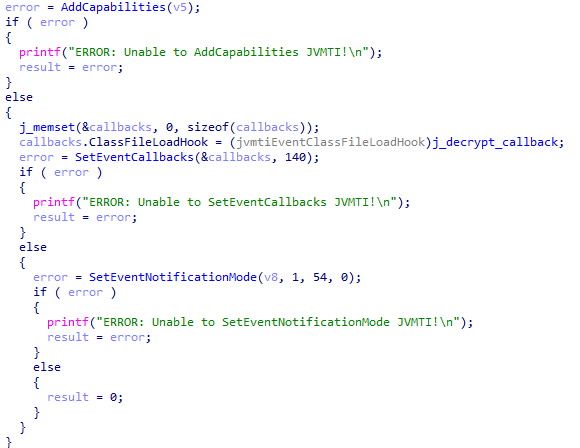 error = AddCapabilities(v5);
if ( error )
{
  printf("ERROR: Unable to AddCapabilities JVMTI!\n");
  result = error;
}
else
{
  j_memset(&callbacks, 0, sizeof(callbacks));
  callbacks.ClassFileLoadHook = (jvmtiEventClassFileLoadHook)j_decrypt_callback;
  error = SetEventCallbacks(&callbacks, 140);
  if ( error )
  {
    printf("ERROR: Unable to SetEventCallbacks JVMTI!\n");
    result = error;
  }
  else
  {
    error = SetEventNotificationMode(v8, 1, 54, 0);
    if ( error )
    {
      printf("ERROR: Unable to SetEventNotificationMode JVMTI!\n");
      result = error;
    }
    else
    {
      result = 0;
    }
  }
}